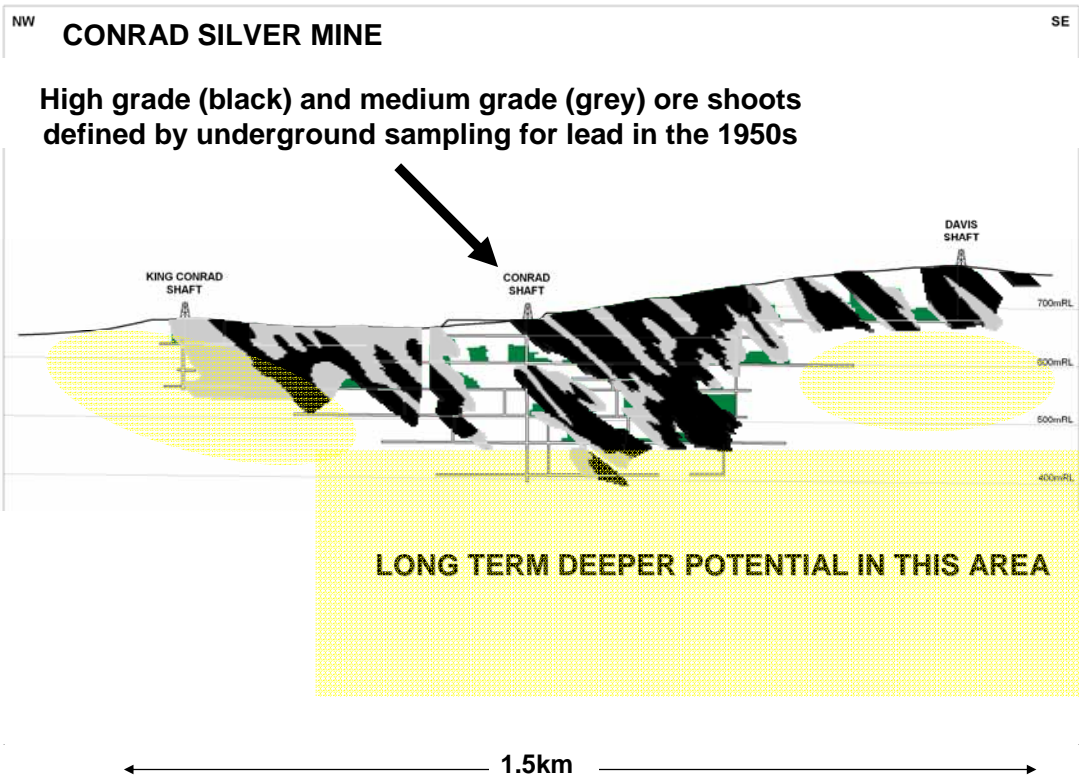 NW
SE
CONRAD SILVER MINE
High grade (black) and medium grade (grey) ore shoots
defined by underground sampling for lead in the 1950s
DAVIS
SHAFT
KING CONRAD
SHAFT
CONRAD
SHAFT
700mRL
600mRL
500mRL
400mRL
LONG TERM DEEPER POTENTIAL IN THIS AREA
1.5km